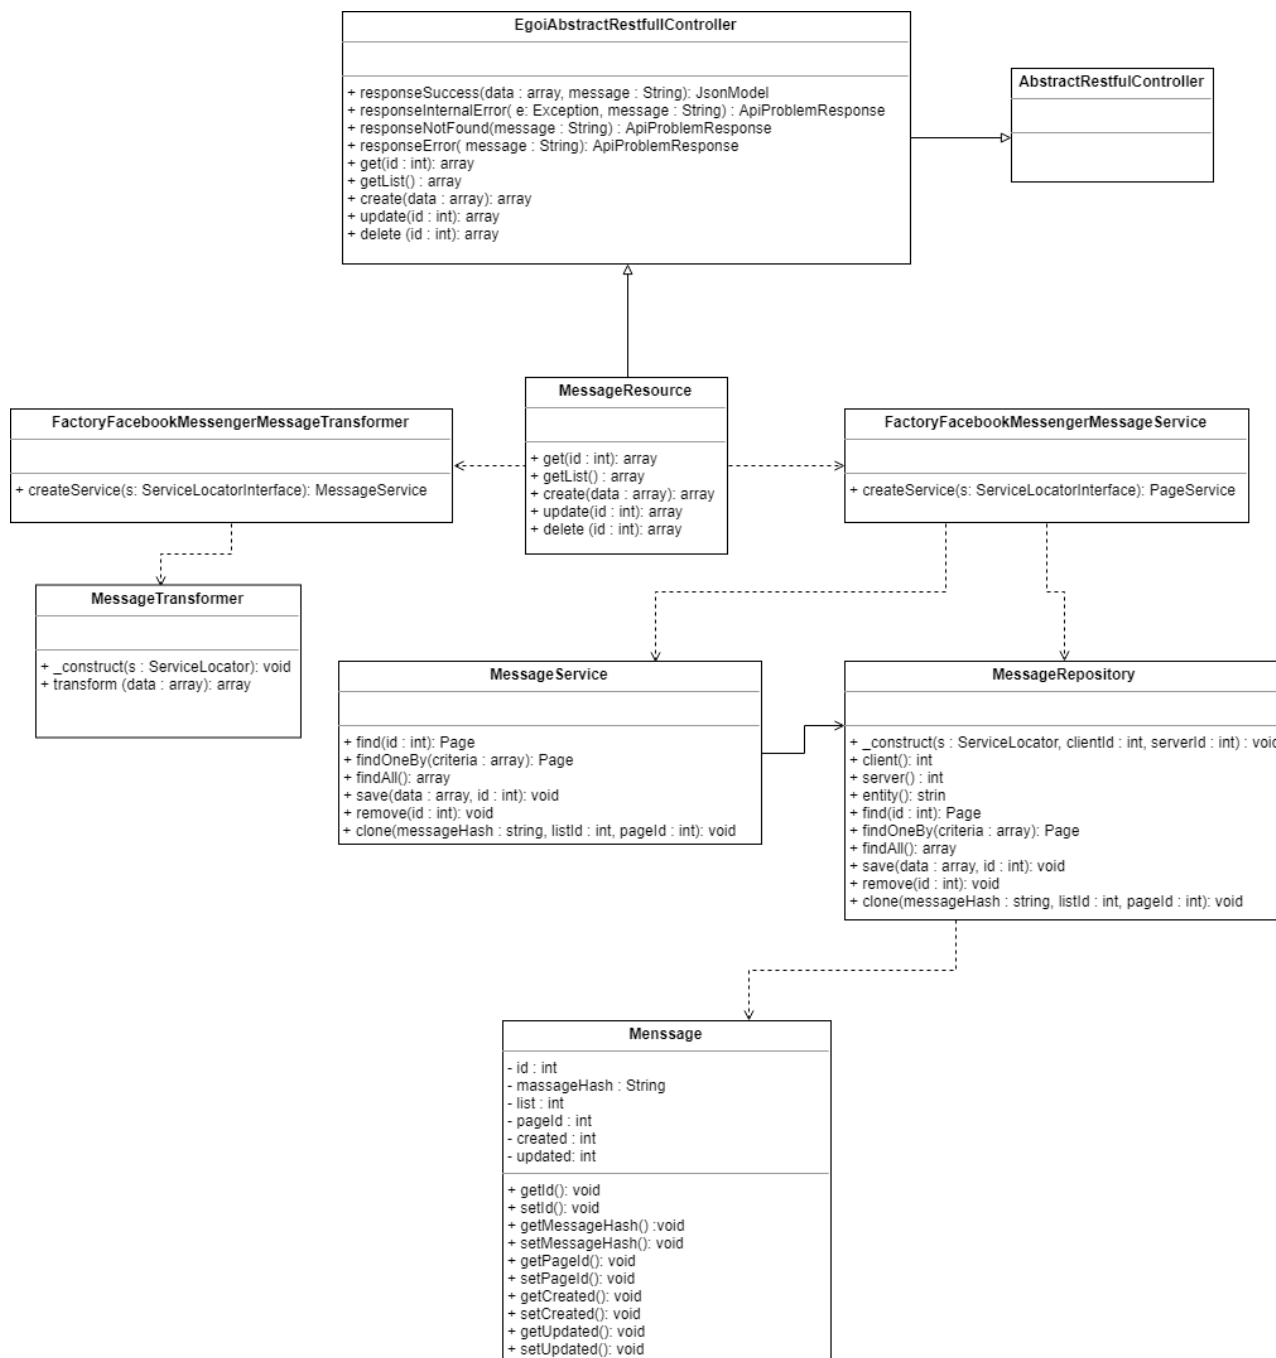 EgoiAbstractRestfullController
+ responseSuccess(data : array, message : String): JsonModel
+ responseInternalError( e: Exception, message : String) : ApiProblemResponse
+ responseNotFound(message : String) : ApiProblemResponse
+ responseError( message : String): ApiProblemResponse
+ get(id : int): array
+ getList() : array
+ create(data : array): array
+ update(id : int): array
+ delete (id : int): array
AbstractRestfulController
MessageResource
+ get(id : int): array
+ getList() : array
+ create(data : array): array
+ update(id : int): array
+ delete (id : int): array
FactoryFacebookMessengerMessageTransformer
+ createService(s: ServiceLocatorInterface): MessageService
FactoryFacebookMessengerMessageService
+ createService(s: ServiceLocatorInterface): PageService
MessageTransformer
+ _construct(s : ServiceLocator): void
+ transform (data : array): array
MessageService
+ find(id : int): Page
+ findOneBy(criteria : array): Page
+ findAll(): array
+ save(data : array, id : int): void
+ remove(id : int): void
+ clone(messageHash : string, listId : int, pageId : int): void
MessageRepository
+ _construct(s : ServiceLocator, clientId : int, serverId : int) : void
+ client(): int
+ server() : int
+ entity(): strin
+ find(id : int): Page
+ findOneBy(criteria : array): Page
+ findAll(): array
+ save(data : array, id : int): void
+ remove(id : int): void
+ clone(messageHash : string, listId : int, pageId : int): void
Menssage
- id : int
- massageHash : String
- list : int
- pageId : int
- created : int
- updated: int
+ getId(): void
+ setId(): void
+ getMessageHash() :void
+ setMessageHash(): void
+ getPageId(): void
+ setPageId(): void
+ getCreated(): void
+ setCreated(): void
+ getUpdated(): void
+ setUpdated(): void